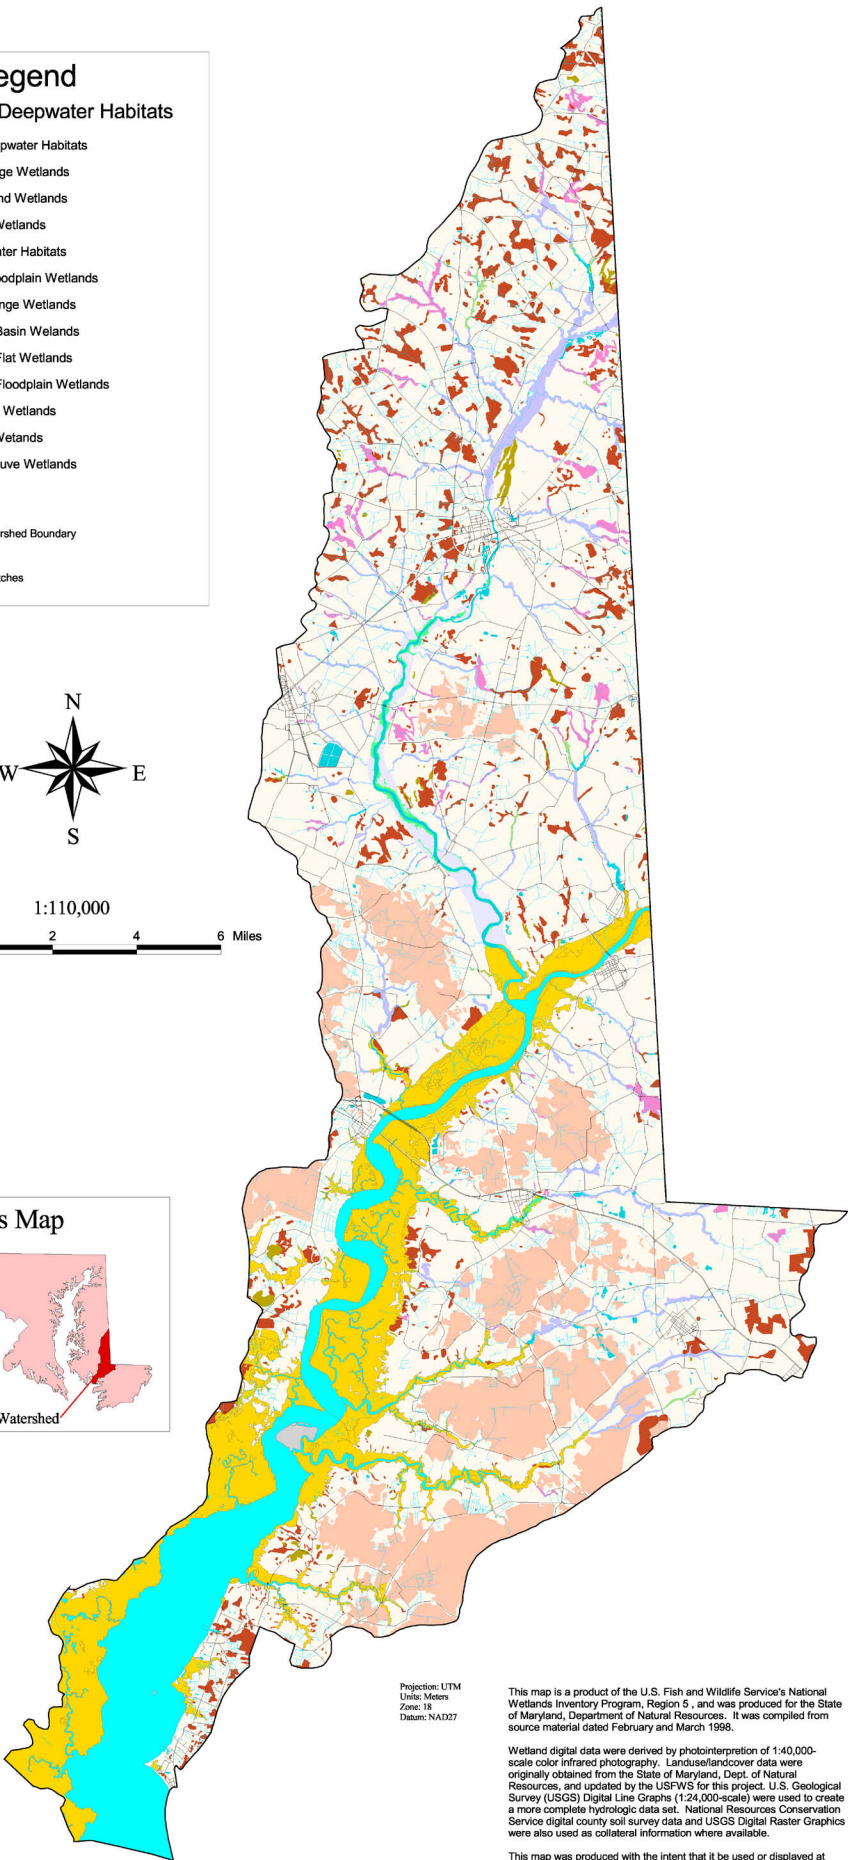 egend
Deepwater Habitats
pwater Habitats
ge Wetlands
nd Wetlands
Wetlands
ter Habitats
odplain Wetlands
nge Wetlands
Basin Welands
Flat Wetlands
Floodplain Wetlands
Wetlands
Wetands
uve Wetlands
rshed Boundary
tches
N
W
E
S
1:110,000
2 4 6 Miles
s Map
Watershed
Projection: UTM
Units: Meters
Zone: 18
Datum: NAD27
This map is a product of the U.S. Fish and Wildlife Service's National
Wetlands Inventory Program, Region 5 , and was produced for the State
of Maryland, Department of Natural Resources. It was compiled from
source material dated February and March 1998.
Wetland digital data were derived by photointerpretion of 1:40,000-
scale color infrared photography. Landuse/landcover data were
originally obtained from the State of Maryland, Dept. of Natural
Resources, and updated by the USFWS for this project. U.S. Geological
Survey (USGS) Digital Line Graphs (1:24,000-scale) were used to create
a more complete hydrologic data set. National Resources Conservation
Service digital county soil survey data and USGS Digital Raster Graphics
were also used as collateral information where available.
This map was produced with the intent that it be used or displayed at